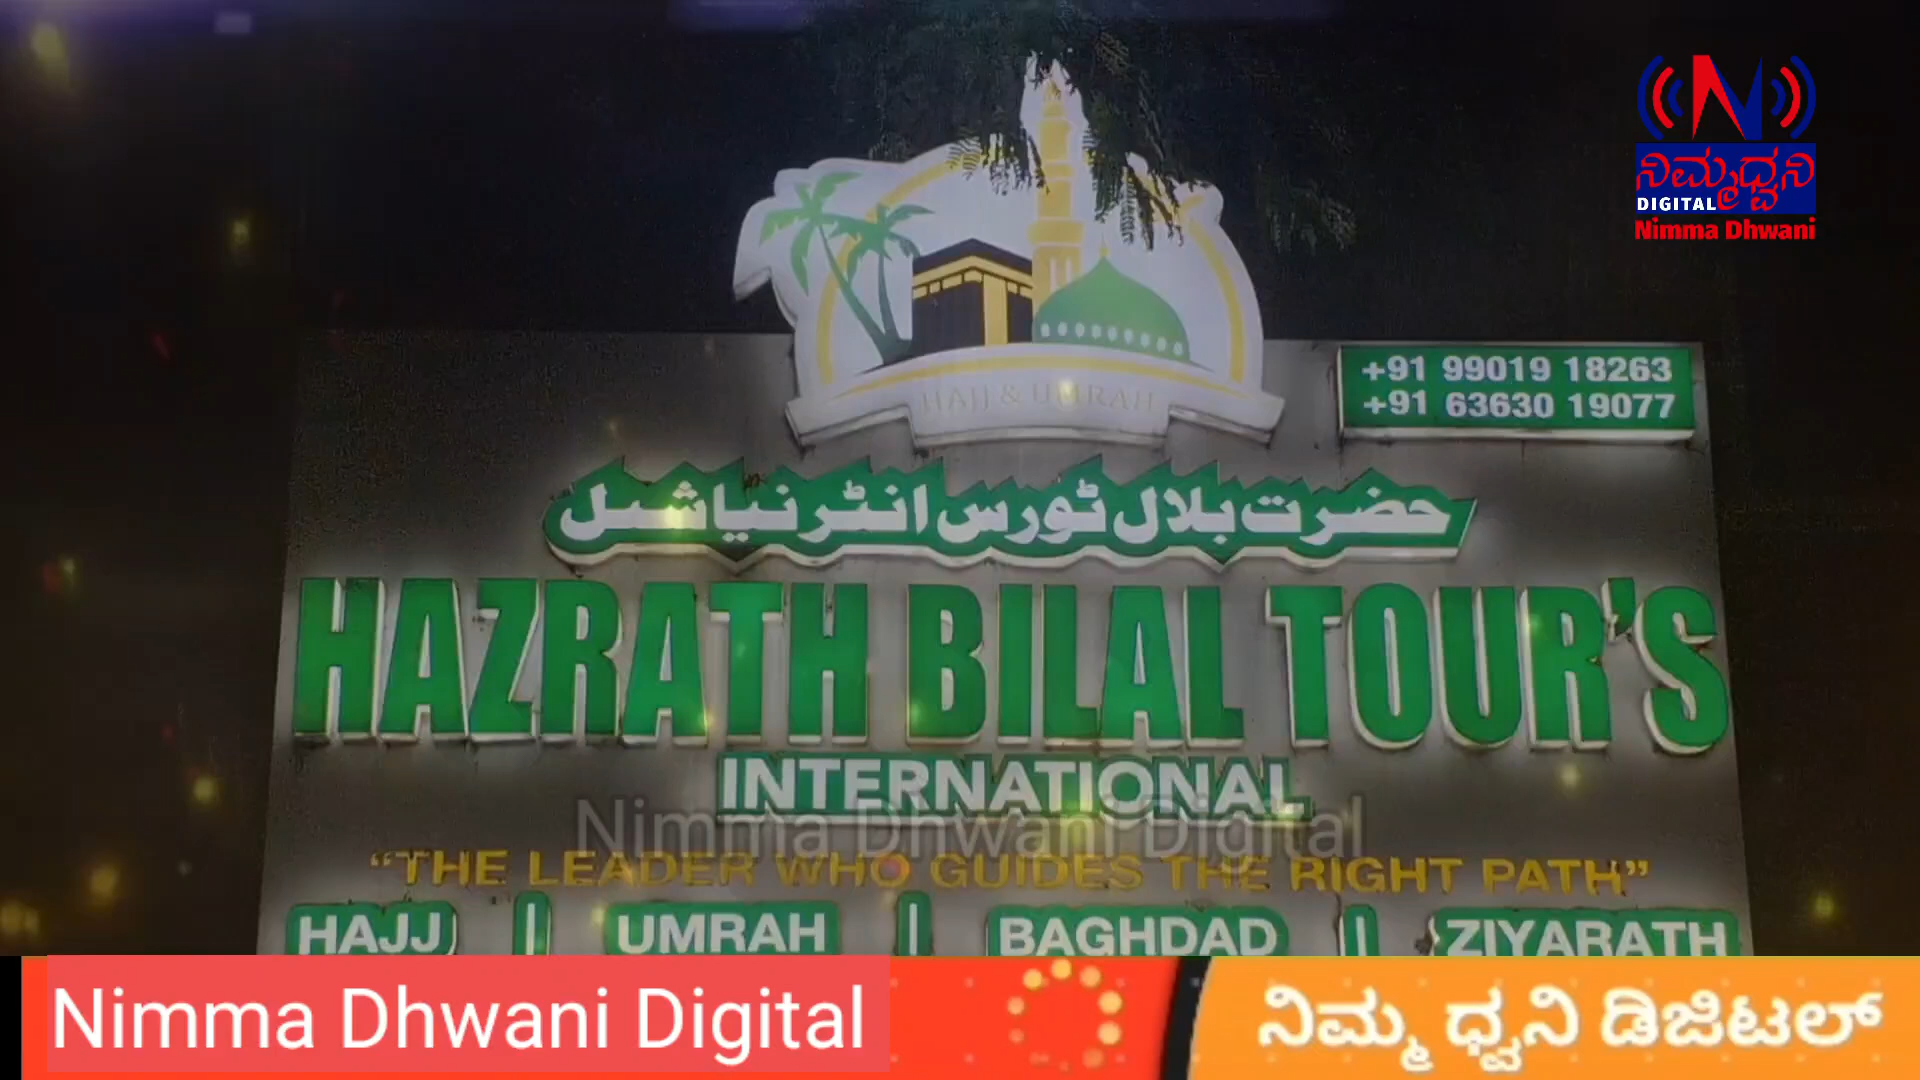 N
ನಿಮ್ಮಧ್ವನಿ
DIGITAL
Nimma Dhwani
HAJJ & UMRAH
+91 99019 18263
+91 63630 19077
حضرت بلال ٹورس انٹرنیاشنل
HAZRATH BILAL TOUR'S
INTERNATIONAL
Nimma Dhwani Digital
“THE LEADER WHO GUIDES THE RIGHT PATH”
HAJJ | UMRAH | BAGHDAD | ZIYARATH
Nimma Dhwani Digital
ನಿಮ್ಮ ಧ್ವನಿ ಡಿಜಿಟಲ್